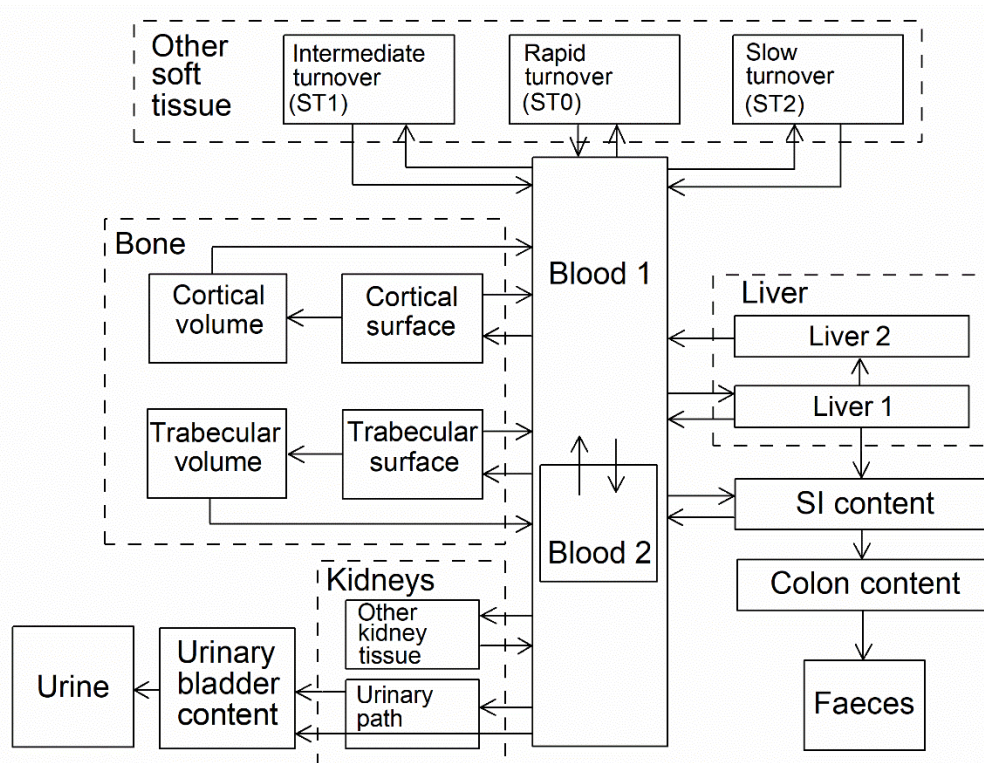 Other
soft
tissue
Intermediate
turnover
(ST1)
Rapid
turnover
(ST0)
Slow
turnover
(ST2)
Bone
Cortical
volume
Cortical
surface
Trabecular
volume
Trabecular
surface
Blood 1
Blood 2
Liver
Liver 2
Liver 1
SI content
Colon content
Faeces
Kidneys
Other
kidney
tissue
Urinary
path
Urinary
bladder
content
Urine